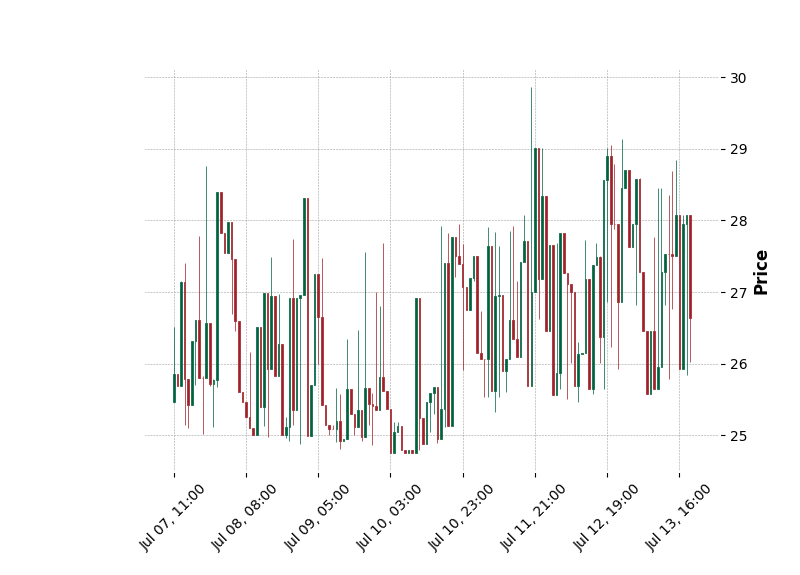 30
29
28
27
26
25
Price
Jul 07, 11:00
Jul 08, 08:00
Jul 09, 05:00
Jul 10, 03:00
Jul 10, 23:00
Jul 11, 21:00
Jul 12, 19:00
Jul 13, 16:00